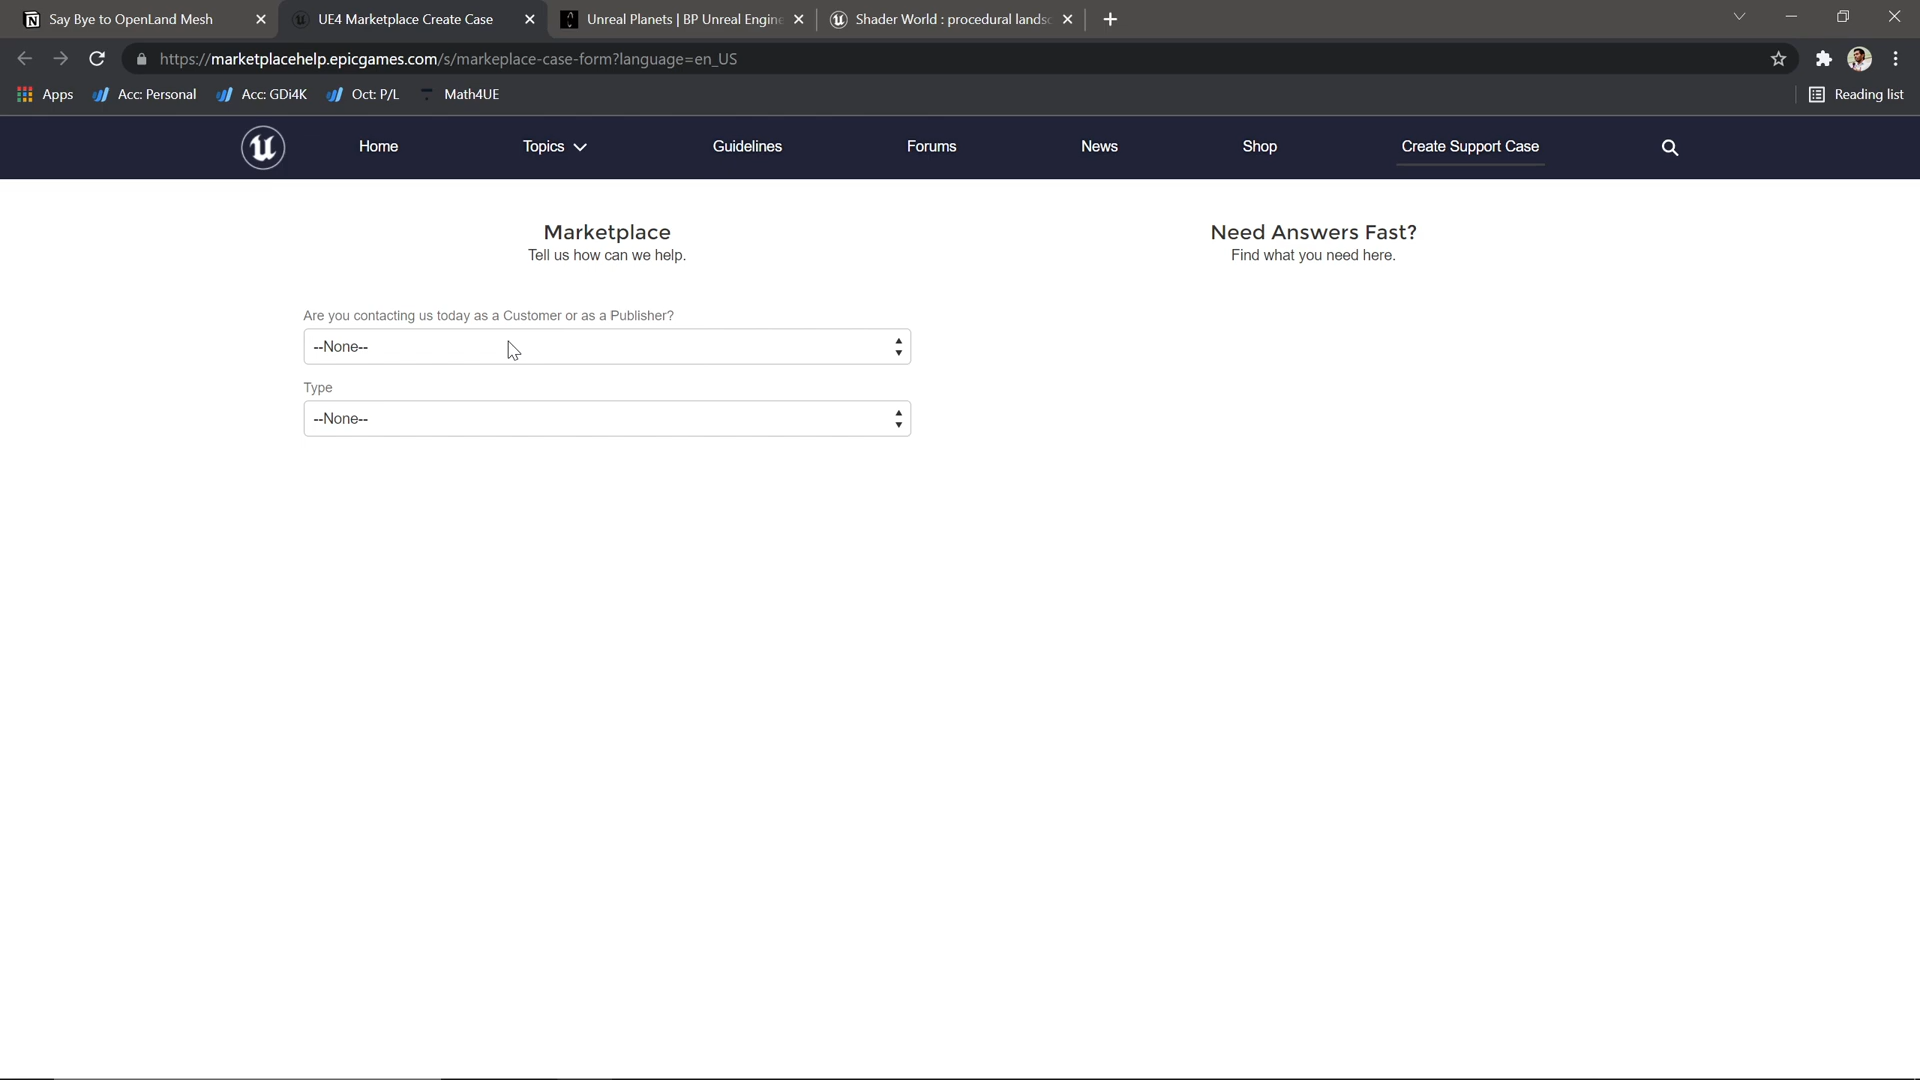 Say Bye to OpenLand Mesh
UE4 Marketplace Create Case
Unreal Planets | BP Unreal Engine
Shader World : procedural landsc
https://marketplacehelp.epicgames.com/s/markeplace-case-form?language=en_US
Apps
Acc: Personal
Acc: GDi4K
Oct: P/L
Math4UE
Reading list
Home
Topics
Guidelines
Forums
News
Shop
Create Support Case
Marketplace
Tell us how can we help.
Need Answers Fast?
Find what you need here.
Are you contacting us today as a Customer or as a Publisher?
--None--
Type
--None--